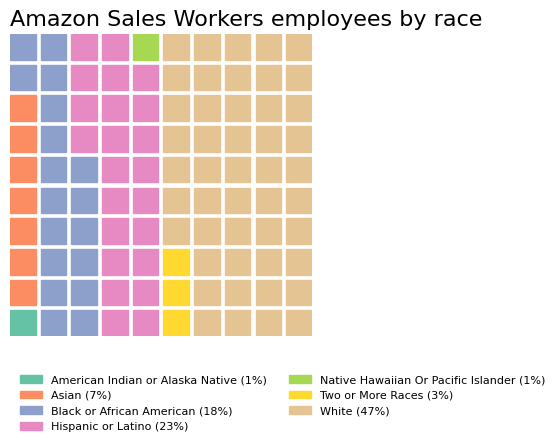 Amazon Sales Workers employees by race
American Indian or Alaska Native (1%)
Asian (7%)
Black or African American (18%)
Hispanic or Latino (23%)
Native Hawaiian Or Pacific Islander (1%)
Two or More Races (3%)
White (47%)